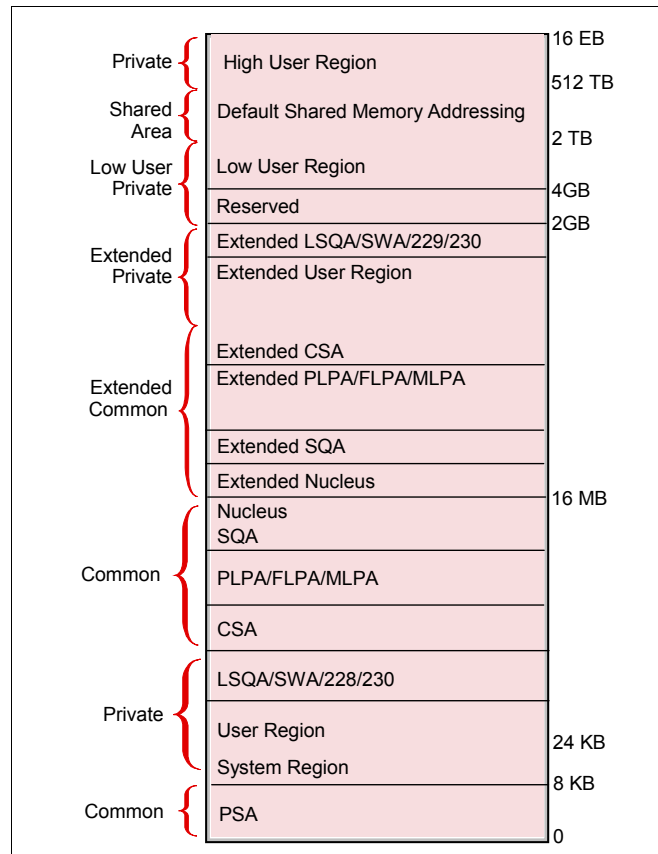 16 EB
Private
High User Region
512 TB
Shared
Area
Default Shared Memory Addressing
2 TB
Low User
Private
Low User Region
4GB
Reserved
2GB
Extended LSQA/SWA/229/230
Extended
Private
Extended User Region
Extended CSA
Extended PLPA/FLPA/MLPA
Extended
Common
Extended SQA
Extended Nucleus
16 MB
Nucleus
SQA
Common
PLPA/FLPA/MLPA
CSA
LSQA/SWA/228/230
Private
User Region
24 KB
System Region
8 KB
Common
PSA
0